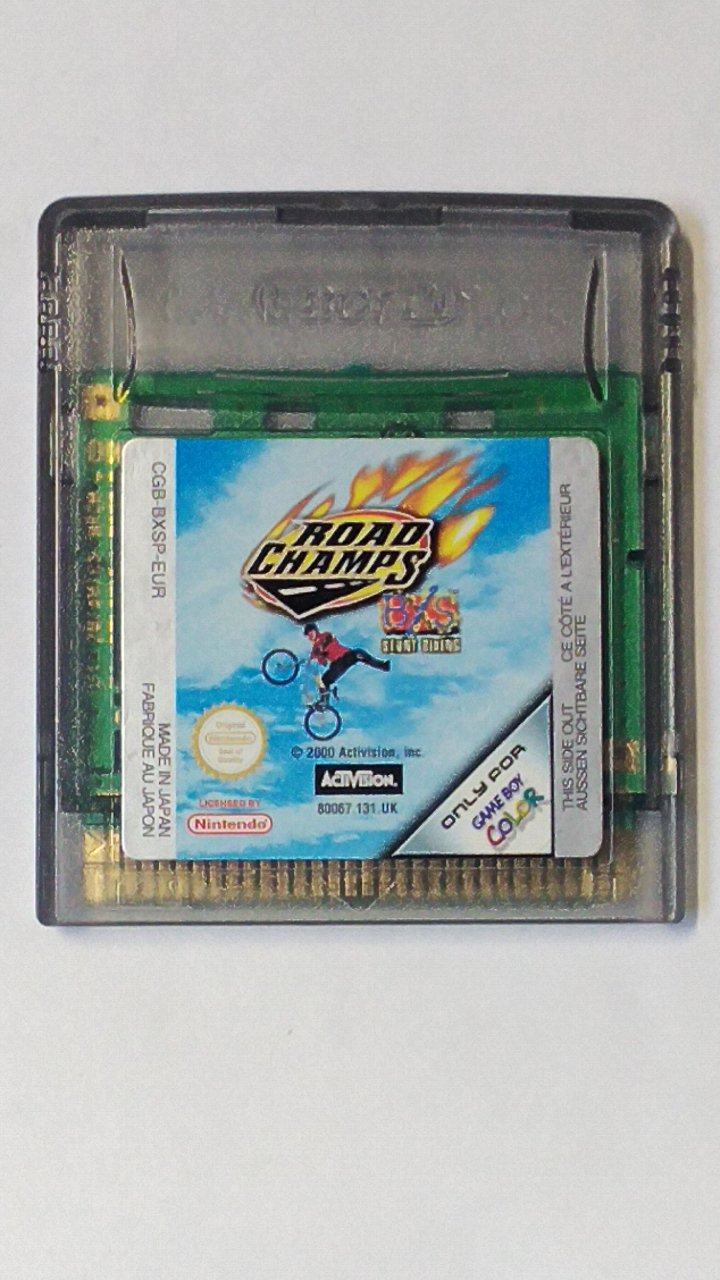 GAME BOY COLOR
CGB-BXSP-EUR
MADE IN JAPAN
FABRIQUE AU JAPON
ROAD
CHAMPS
BXS
STUNT BIKING
Original
Nintendo
Seal of
Quality
LICENSED BY
Nintendo
© 2000 Activision, Inc.
ACTIVISION.
80067.131.UK
ONLY FOR
GAME BOY
COLOR
THIS SIDE OUT CE CÔTÉ A L'EXTÉRIEUR
AUSSEN SICHTBARE SEITE